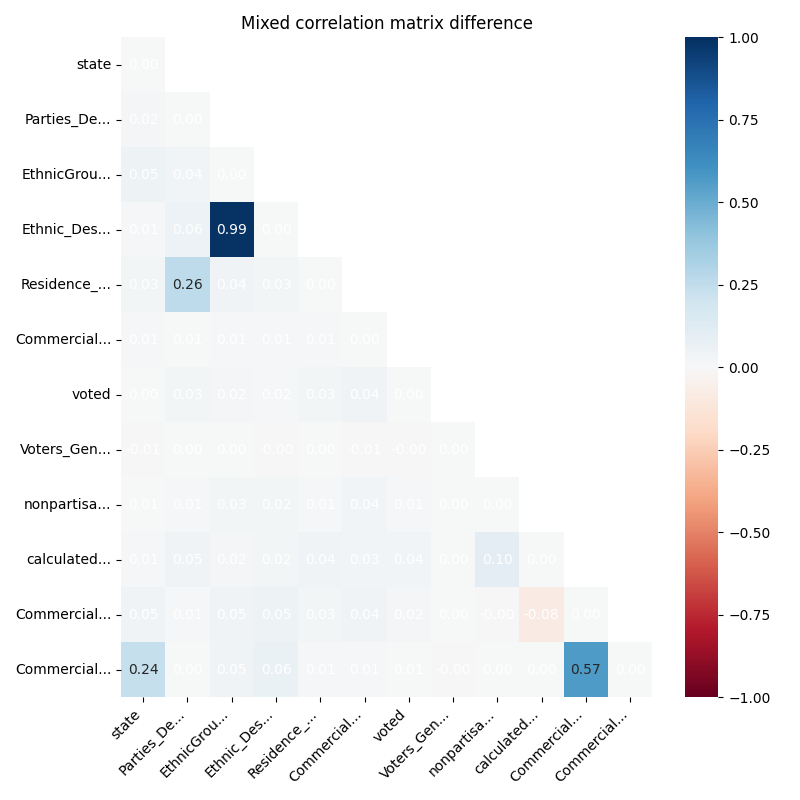 Mixed correlation matrix difference
1.00
state
0.00
Parties_De...
0.02 0.00
0.75
EthnicGrou...
0.05 0.04 0.00
0.50
Ethnic_Des...
0.01 0.06 0.99 0.00
0.25
Residence_...
0.03 0.26 0.04 0.03 0.00
Commercial...
0.01 0.01 0.01 0.01 0.01 0.00
0.00
voted
0.00 0.03 0.02 0.02 0.03 0.04 0.00
Voters_Gen...
-0.01 0.00 0.00 -0.00 0.00 -0.01 -0.00 0.00
−0.25
nonpartisa...
0.01 0.01 0.03 0.02 0.01 0.04 0.01 0.00 0.00
−0.50
calculated...
0.01 0.05 0.02 0.02 0.04 0.03 0.04 0.00 0.10 0.00
Commercial...
0.05 0.01 0.05 0.05 0.03 0.04 0.02 0.00 -0.00 -0.08 0.00
−0.75
Commercial...
0.24 0.00 0.05 0.06 0.01 0.01 0.01 -0.00 0.00 0.00 0.57 0.00
−1.00
state
Parties_De...
EthnicGrou...
Ethnic_Des...
Residence_...
Commercial...
voted
Voters_Gen...
nonpartisa...
calculated...
Commercial...
Commercial...